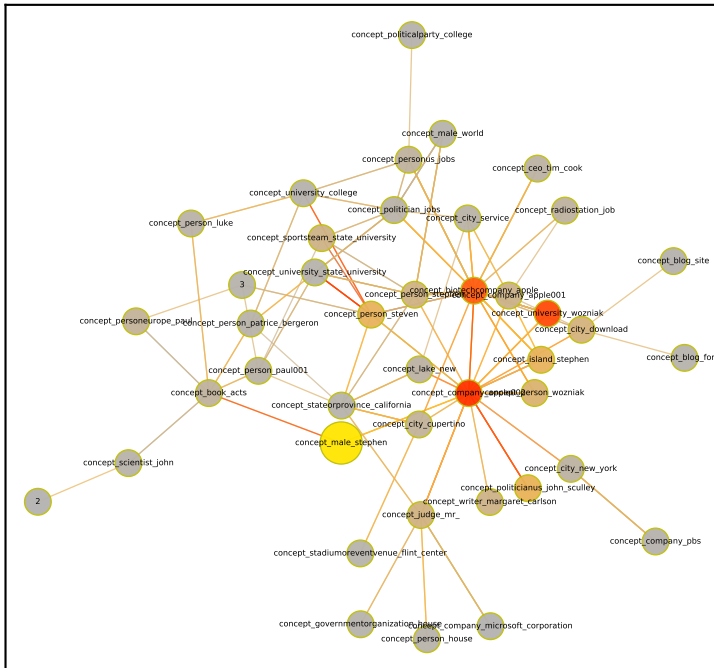 concept_politicalparty_college
concept_male_world
concept_personus_jobs
concept_ceo_tim_cook
concept_university_college
concept_politician_jobs
concept_radiostation_job
concept_city_service
concept_person_luke
concept_sportsteam_state_university
concept_blog_site
concept_university_state_university
3
concept_biotechcompany_apple
concept_person_stephen
concept_company_apple001
concept_university_wozniak
concept_person_steven
concept_personeurope_paul
concept_person_patrice_bergeron
concept_city_download
concept_blog_for
concept_island_stephen
concept_lake_new
concept_person_paul001
concept_book_acts
concept_company_apple002
concept_person_wozniak
concept_stateorprovince_california
concept_city_cupertino
concept_male_stephen
concept_scientist_john
concept_city_new_york
concept_politicianus_john_sculley
2
concept_writer_margaret_carlson
concept_judge_mr_
concept_company_pbs
concept_stadiumoreventvenue_flint_center
concept_governmentorganization_house
concept_company_microsoft_corporation
concept_person_house